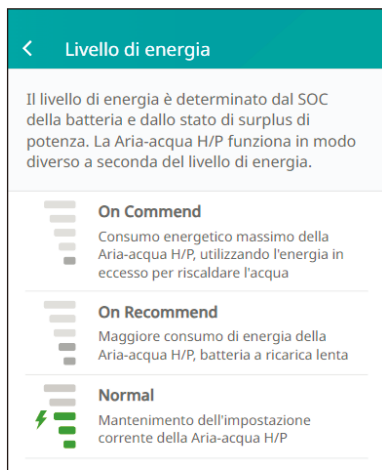 Livello di energia
Il livello di energia è determinato dal SOC
della batteria e dallo stato di surplus di
potenza. La Aria-acqua H/P funziona in modo
diverso a seconda del livello di energia.
On Commend
Consumo energetico massimo della
Aria-acqua H/P, utilizzando l'energia in
eccesso per riscaldare l'acqua
On Recommend
Maggiore consumo di energia della
Aria-acqua H/P, batteria a ricarica lenta
Normal
Mantenimento dell'impostazione
corrente della Aria-acqua H/P